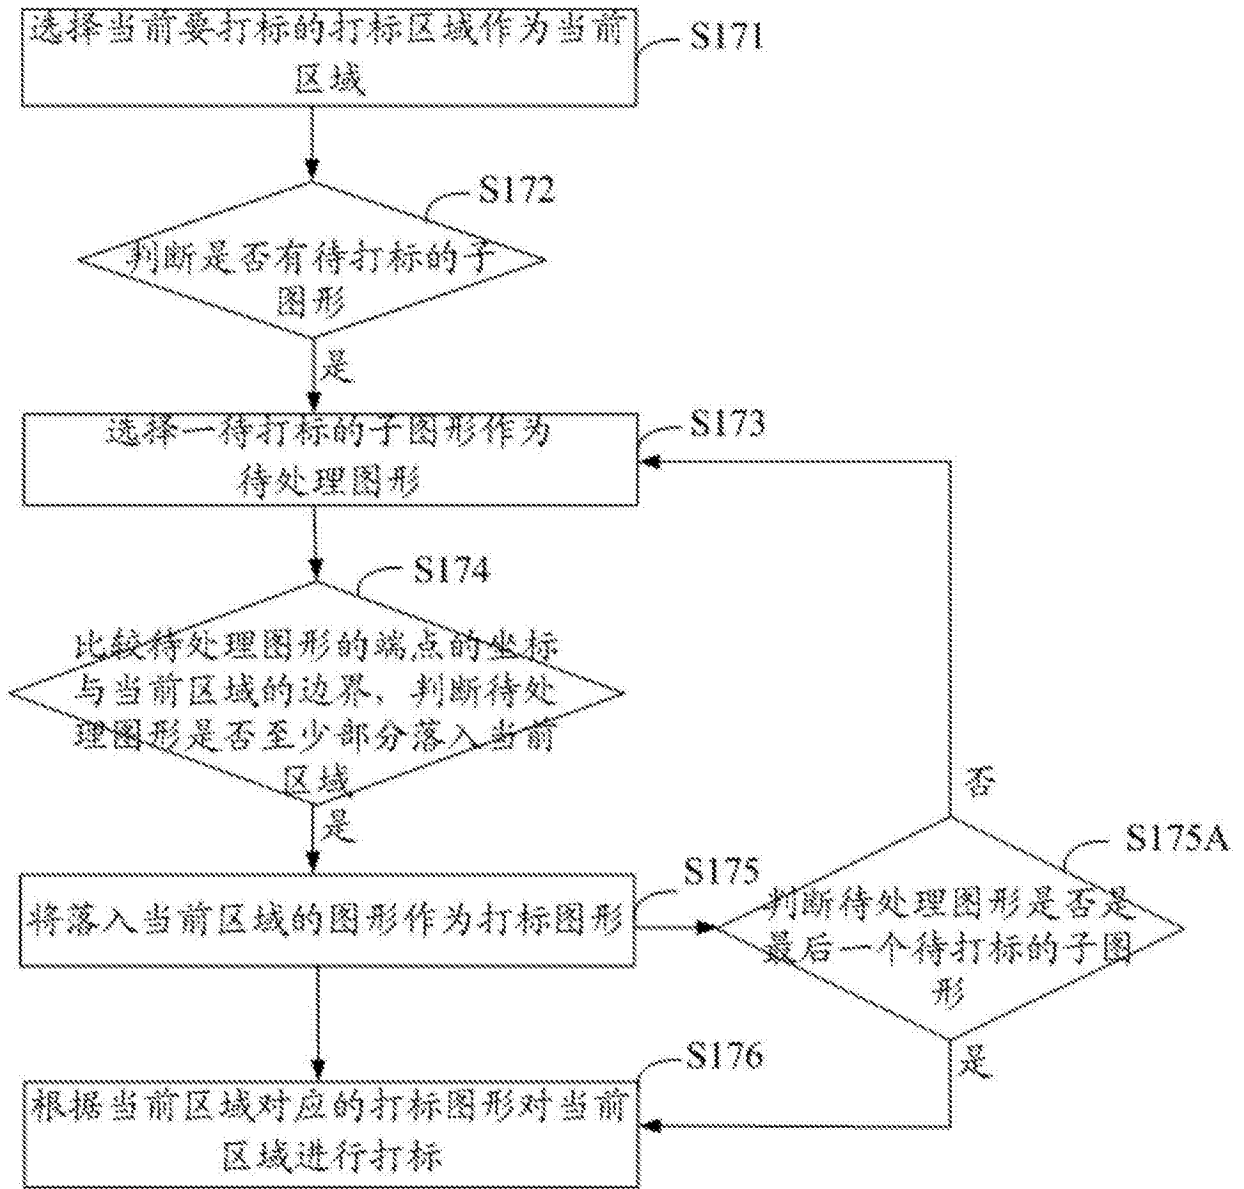 选择当前要打标的打标区域作为当前
区域
S171
S172
判断是否有待打标的子
图形
是
S173
选择一待打标的子图形作为
待处理图形
S174
比较待处理图形的端点的坐标
与当前区域的边界，判断待处
理图形是否至少部分落入当前
区域
是
否
S175
将落入当前区域的图形作为打标图形
S175A
判断待处理图形是否是
最后一个待打标的子图
形
是
S176
根据当前区域对应的打标图形对当前
区域进行打标